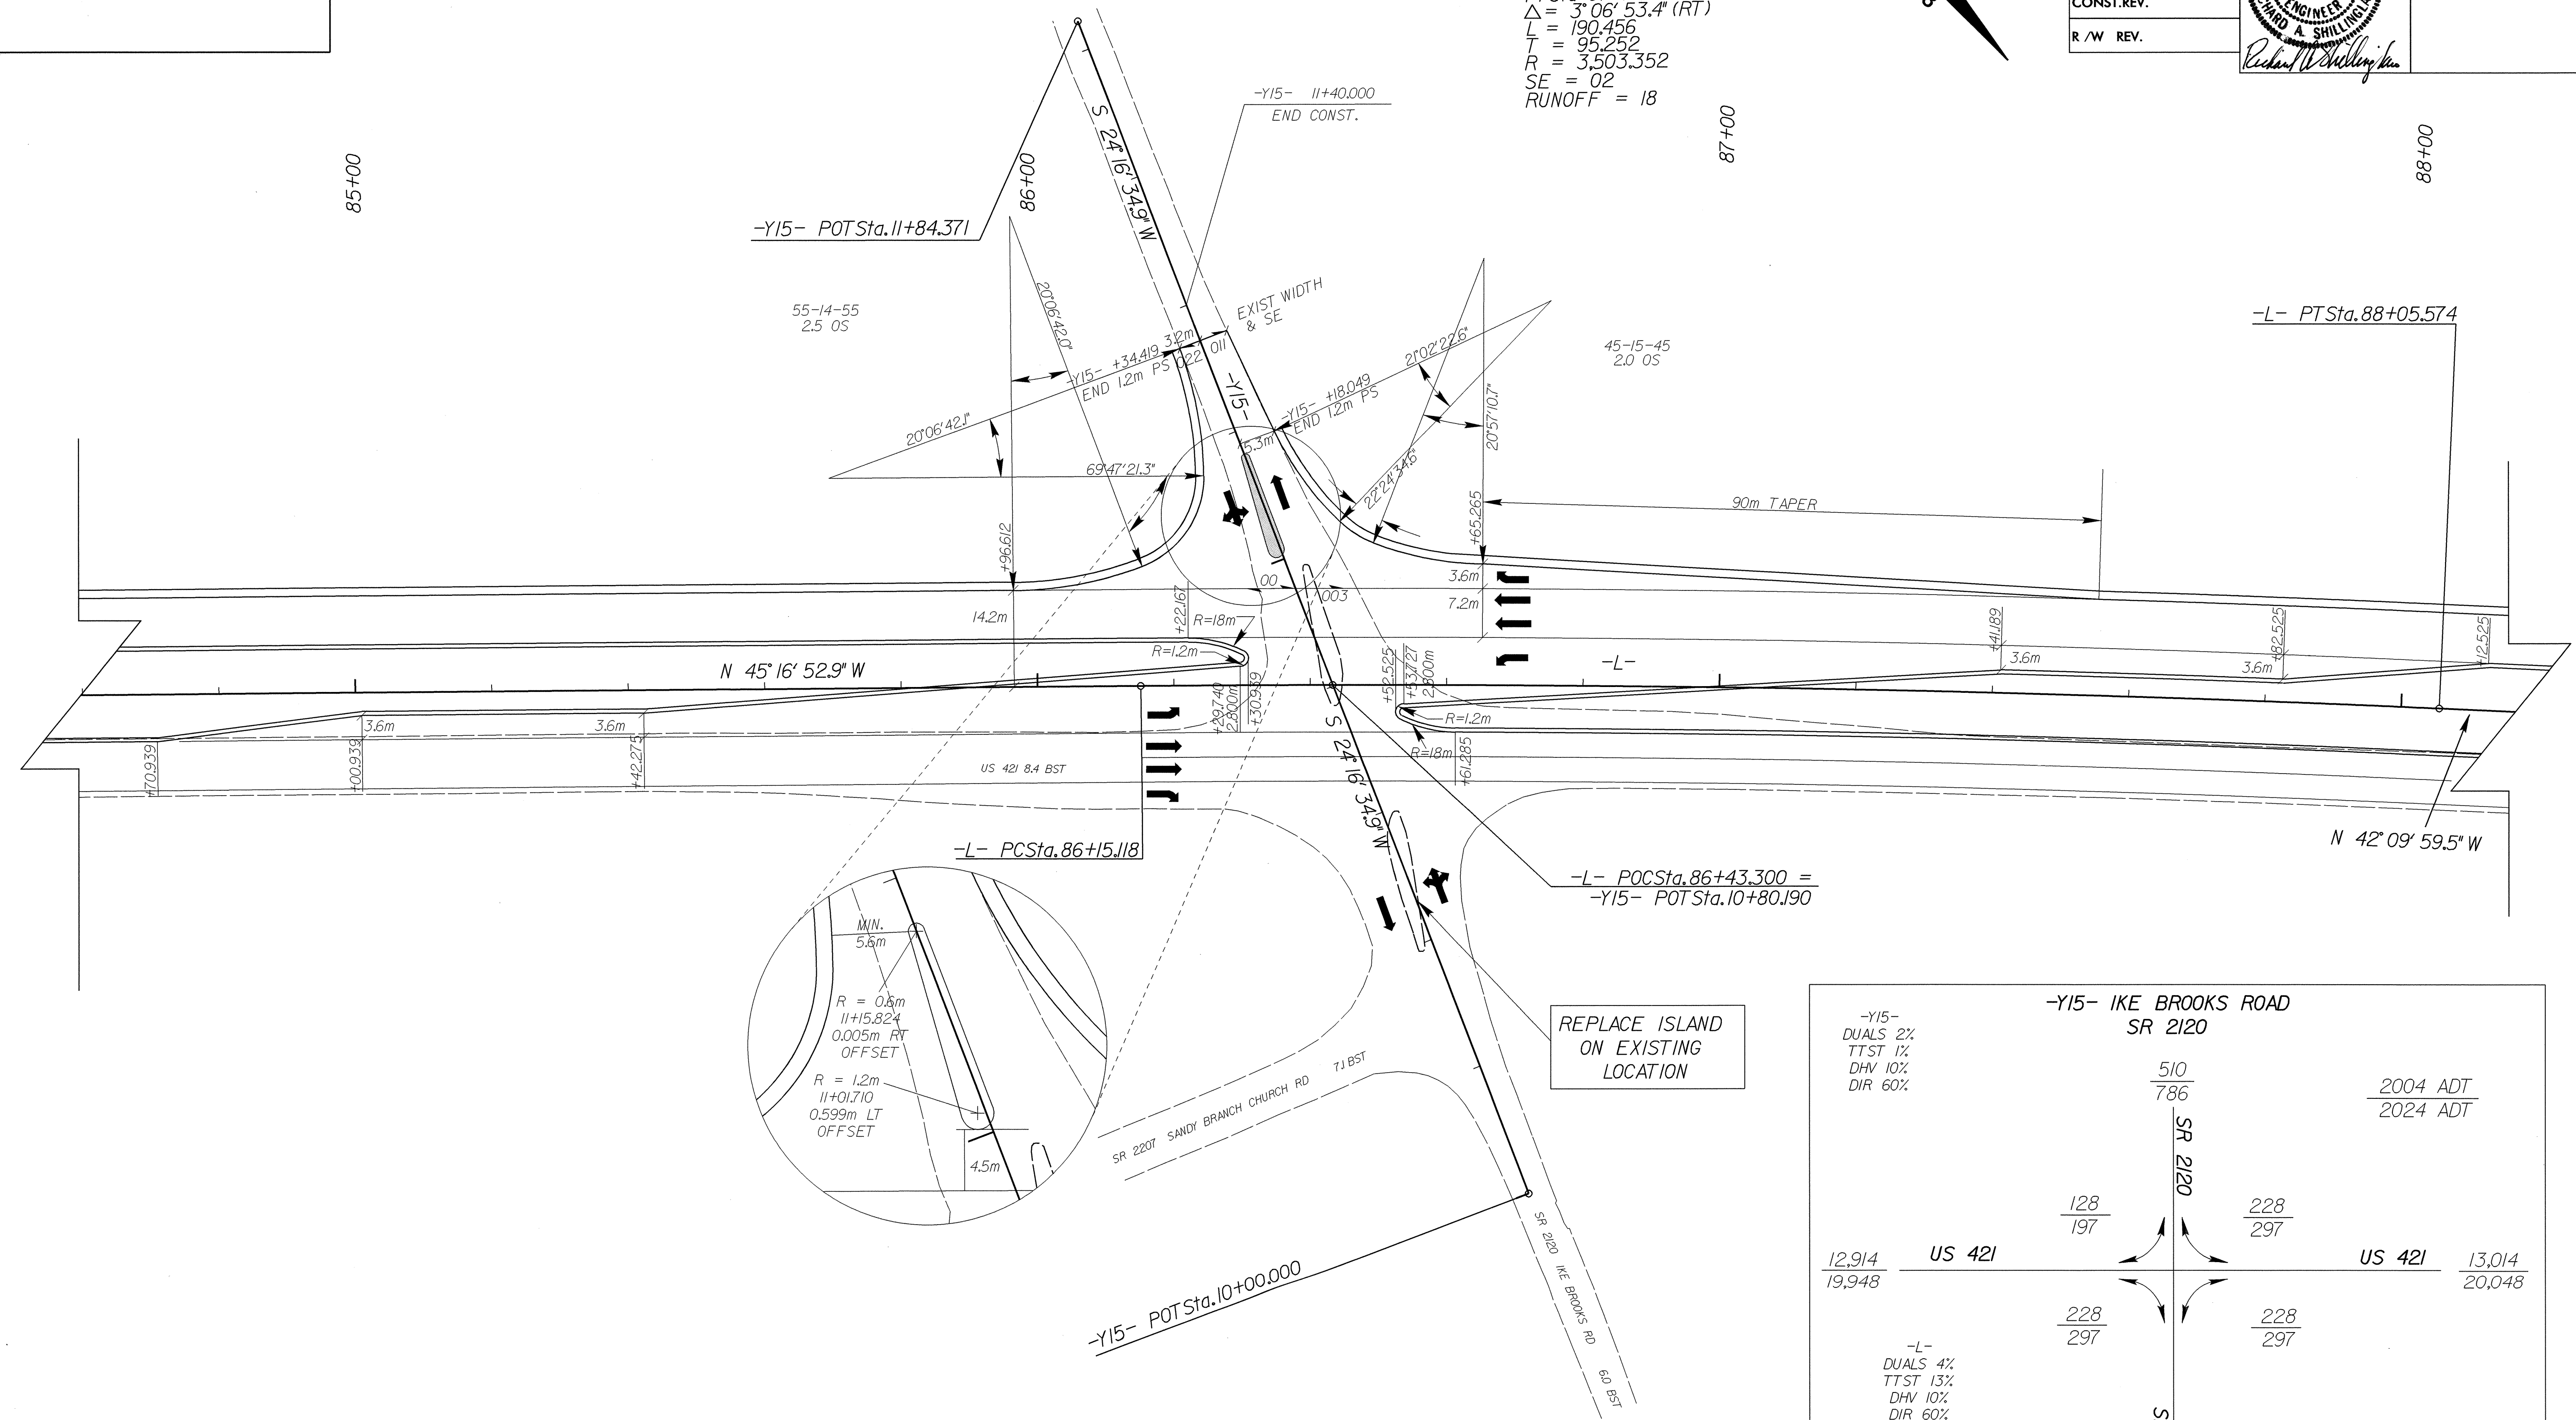 △ = 3°06'53.4" (RT)
L = 190.456
T = 95.252
R = 3,503.352
SE = 02
RUNOFF = 18
CONST.REV.
R /W REV.
ENGINEER
RICHARD A. SHILLINGLAW
85+00
86+00
87+00
88+00
-Y15- 11+40.000
END CONST.
S 24°16'34.9" W
-Y15- POTSta.11+84.371
55-14-55
2.5 OS
20°06'42.0"
EXIST WIDTH
& SE
-Y15- +34.419 3.2m
END 1.2m PS 022 011
-Y15-
-Y15- +18.049
END 1.2m PS
5.3m
21°02'22.6"
45-15-45
2.0 OS
20°57'10.7"
22°24'34.6"
-L- PTSta.88+05.574
20°06'42.1"
69°47'21.3"
+96.612
+65.265
90m TAPER
3.6m
7.2m
14.2m
+22.167
R=18m
R=1.2m
00
003
N 45°16'52.9" W
-L-
+41.189
3.6m
+82.525
3.6m
+12.525
+52.525
+53.727
2.800m
+29.740
2.800m
+30.939
3.6m
3.6m
+70.939
+00.939
+42.275
US 421 8.4 BST
R=1.2m
R=18m
+61.285
S 24°16'34.9" W
N 42°09'59.5" W
-L- PCSta.86+15.118
-L- POCSta.86+43.300 =
-Y15- POTSta.10+80.190
MIN.
5.6m
R = 0.6m
11+15.824
0.005m RT
OFFSET
R = 1.2m
11+01.710
0.599m LT
OFFSET
4.5m
REPLACE ISLAND
ON EXISTING
LOCATION
SR 2207 SANDY BRANCH CHURCH RD 7.1 BST
SR 2120 IKE BROOKS RD 6.0 BST
-Y15- POTSta.10+00.000
-Y15- IKE BROOKS ROAD
SR 2120
-Y15-
DUALS 2%
TTST 1%
DHV 10%
DIR 60%
510
786
2004 ADT
2024 ADT
SR 2120
128
197
228
297
12,914
19,948
US 421
US 421
13,014
20,048
228
297
228
297
-L-
DUALS 4%
TTST 13%
DHV 10%
DIR 60%
S